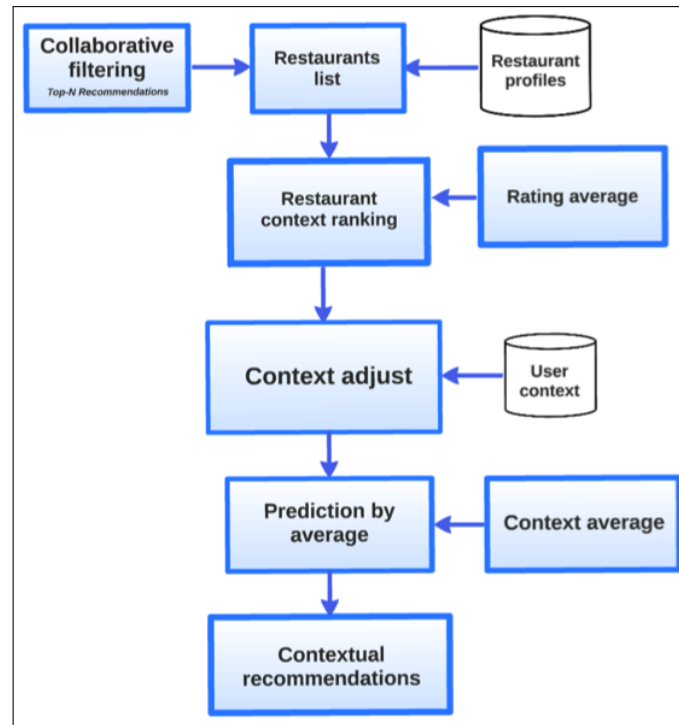 Collaborative
filtering
Top-N Recommendations
Restaurants
list
Restaurant
profiles
Restaurant
context ranking
Rating average
Context adjust
User
context
Prediction by
average
Context average
Contextual
recommendations